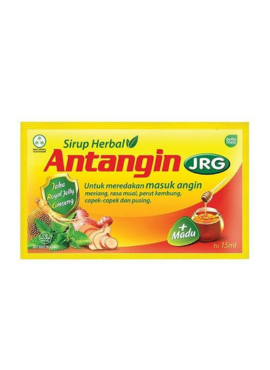 Sirup Herbal
Antangin JRG
Jahe
Royal Jelly
Ginseng
Untuk meredakan masuk angin
meriang, rasa mual, perut kembung,
capek-capek dan pusing.
+ Madu
Isi 15ml